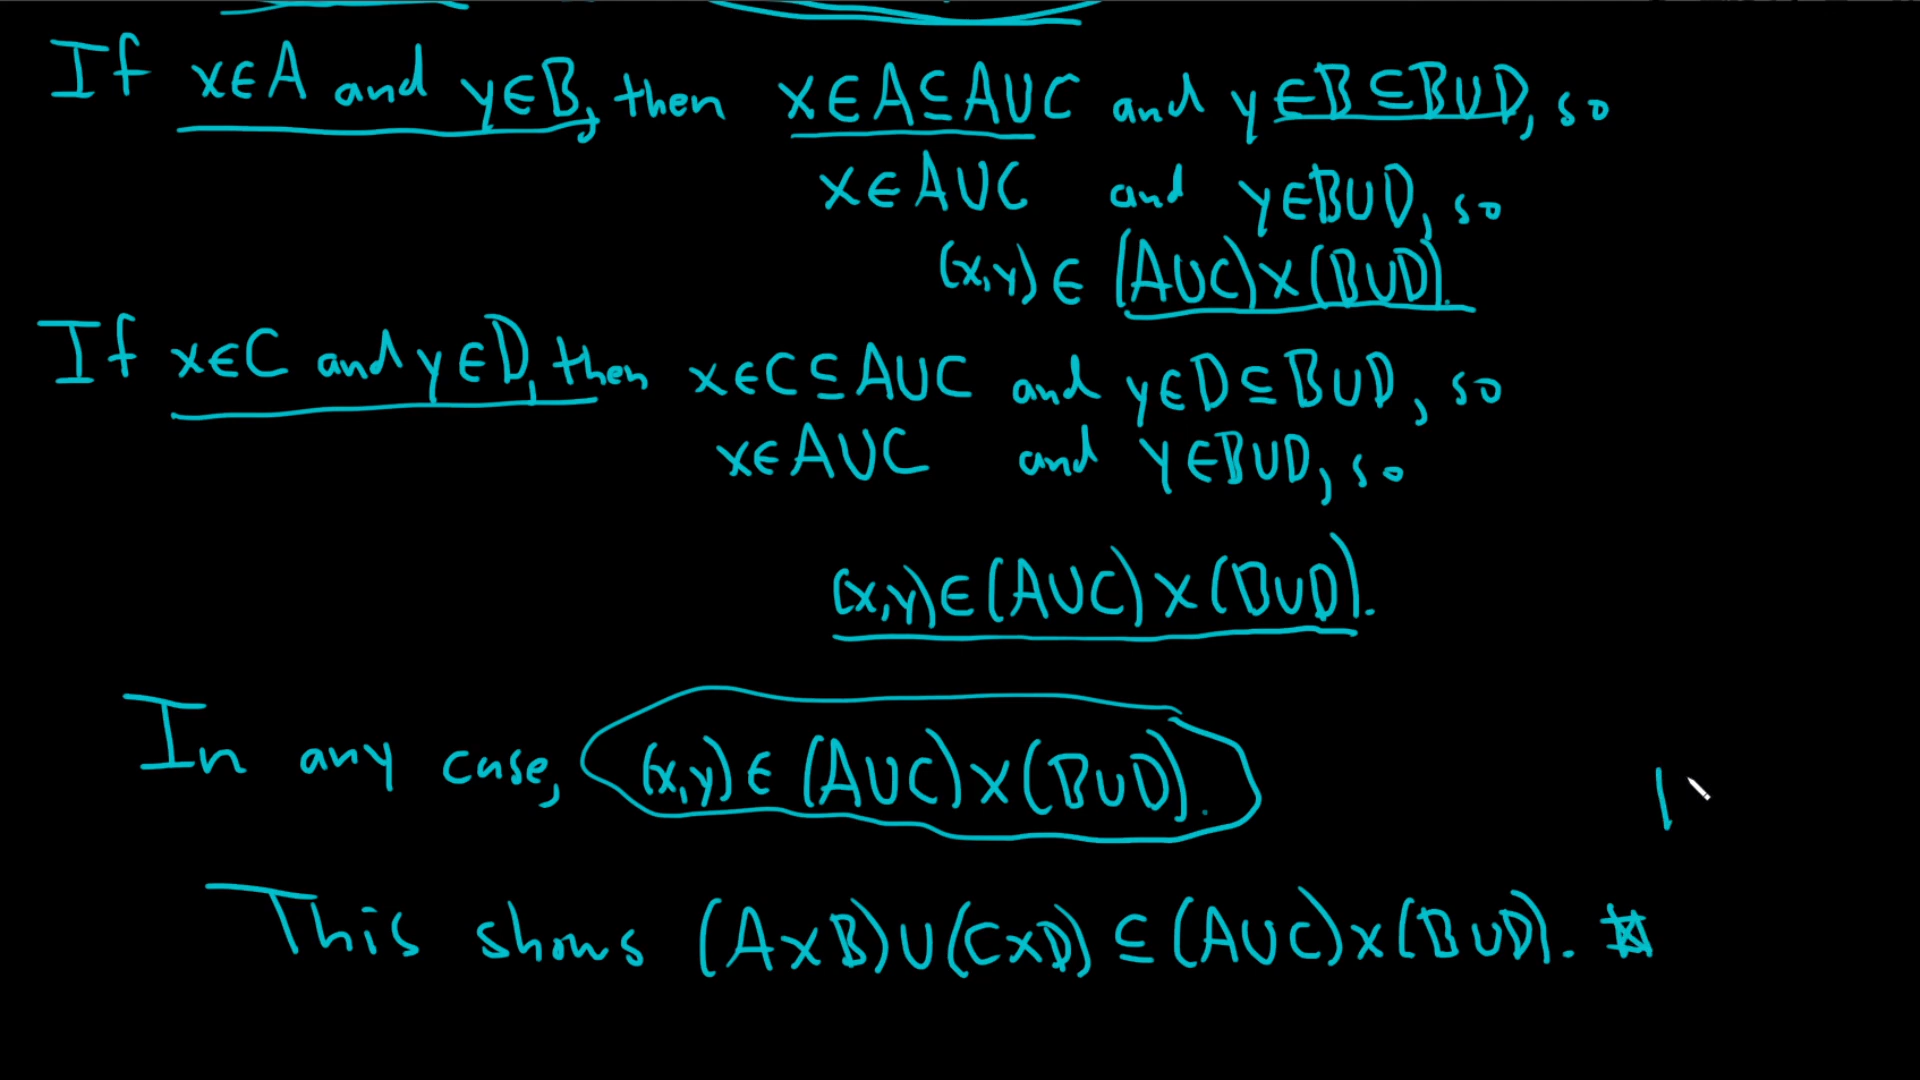 If x∈A and y∈B, then x∈A⊆A∪C and y∈B⊆B∪D, so
x∈A∪C and y∈B∪D, so
(x,y)∈(A∪C)×(B∪D).
If x∈C and y∈D, then x∈C⊆A∪C and y∈D⊆B∪D, so
x∈A∪C and y∈B∪D, so
(x,y)∈(A∪C)×(B∪D).
In any case, (x,y)∈(A∪C)×(B∪D).
This shows (A×B)∪(C×D)⊆(A∪C)×(B∪D).